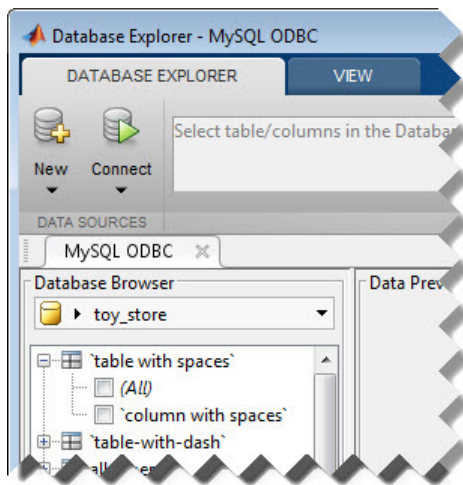 Database Explorer - MySQL ODBC
DATABASE EXPLORER
VIEW
Select table/columns in the Databa
New
Connect
DATA SOURCES
MySQL ODBC
Database Browser
Data Prev
toy_store
`table with spaces`
(All)
`column with spaces`
`table-with-dash`